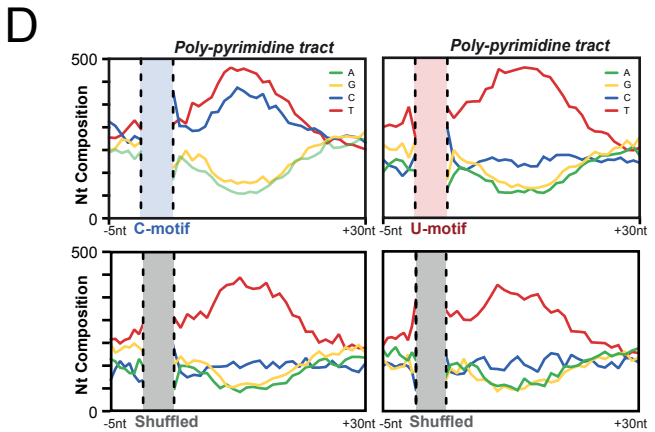 D
Poly-pyrimidine tract
Poly-pyrimidine tract
500
Nt Composition
0
A
G
C
T
A
G
C
T
-5nt
C-motif
+30nt
-5nt
U-motif
+30nt
500
Nt Composition
0
-5nt
Shuffled
+30nt
-5nt
Shuffled
+30nt